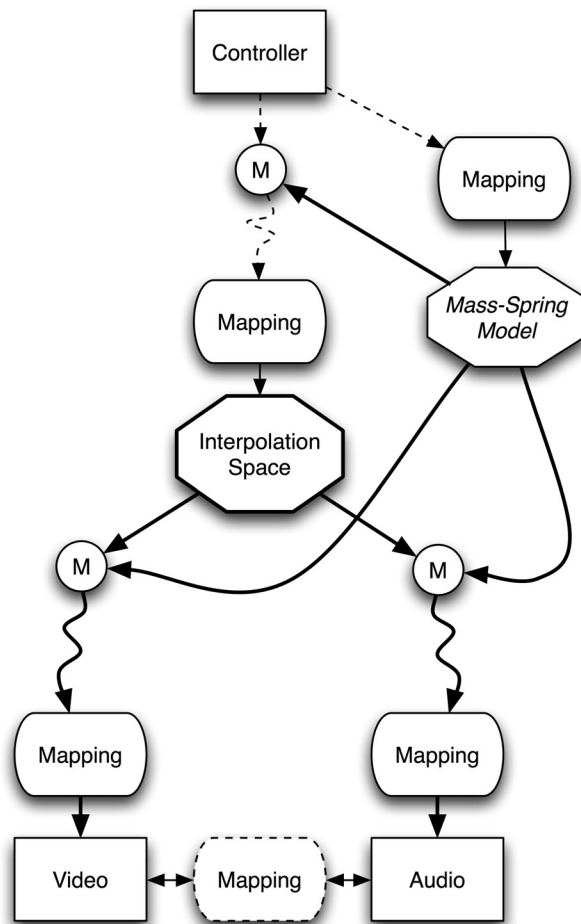 Controller
M
Mapping
Mass-Spring
Model
Mapping
Interpolation
Space
M
M
Mapping
Mapping
Video
Mapping
Audio